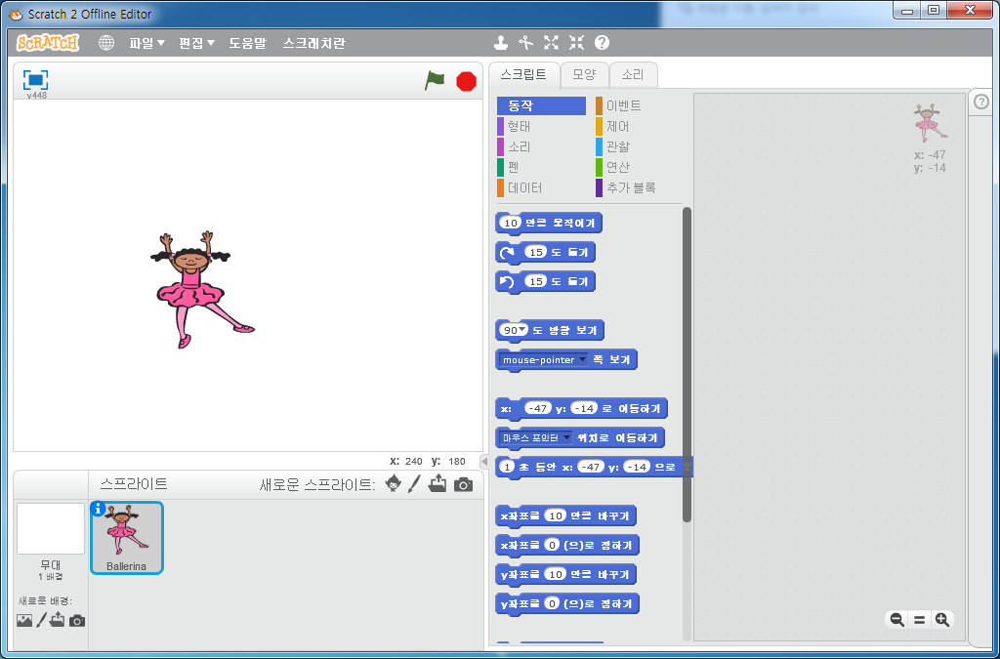 Scratch 2 Offline Editor
SCRATCH 파일 편집 도움말 스크래치란
v448
스크립트 모양 소리
동작 이벤트
형태 제어
소리 관찰
펜 연산
데이터 추가 블록
x: -47
y: -14
10 만큼 움직이기
15 도 돌기
15 도 돌기
90 도 방향 보기
mouse-pointer 쪽 보기
x: -47 y: -14 로 이동하기
마우스 포인터 위치로 이동하기
1 초 동안 x: -47 y: -14 으로
x좌표를 10 만큼 바꾸기
x좌표를 0 (으)로 정하기
y좌표를 10 만큼 바꾸기
y좌표를 0 (으)로 정하기
x: 240 y: 180
스프라이트 새로운 스프라이트:
무대
1 배경
새로운 배경:
Ballerina